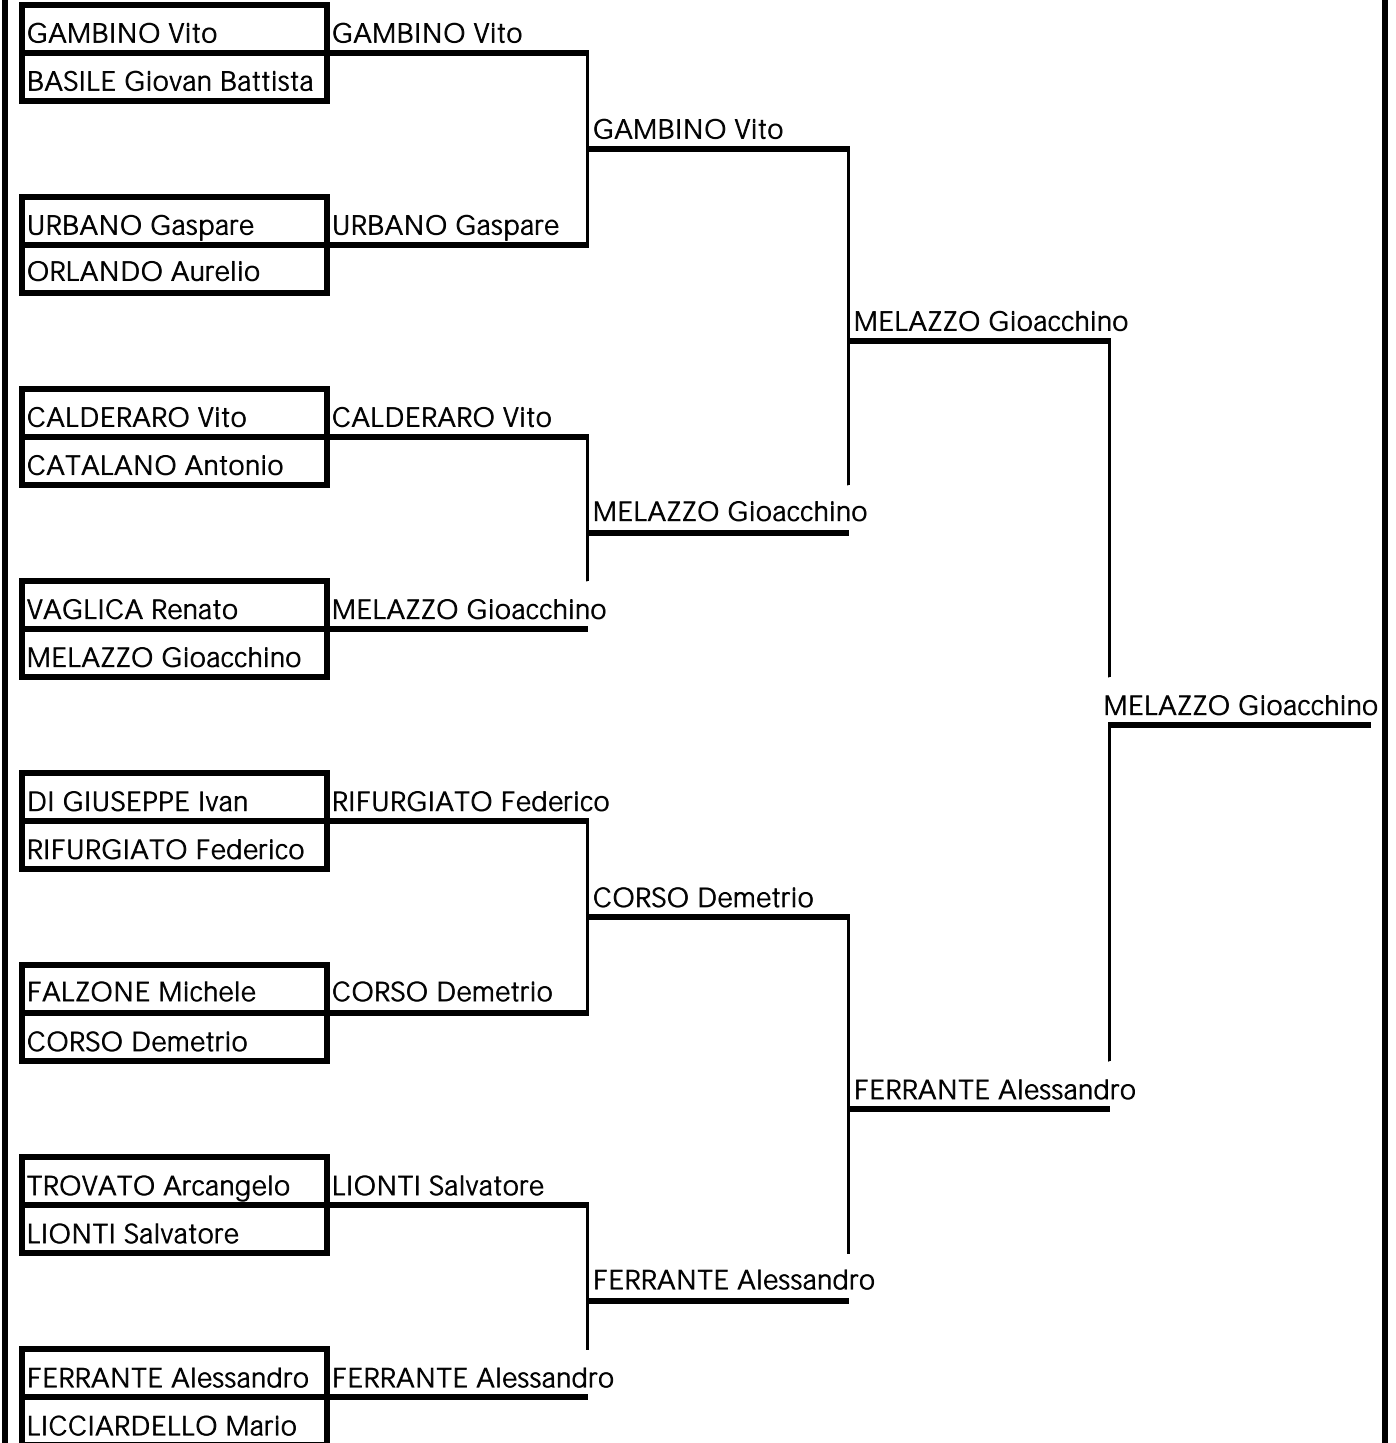 GAMBINO Vito
GAMBINO Vito
BASILE Giovan Battista
GAMBINO Vito
URBANO Gaspare
URBANO Gaspare
ORLANDO Aurelio
MELAZZO Gioacchino
CALDERARO Vito
CALDERARO Vito
CATALANO Antonio
MELAZZO Gioacchino
VAGLICA Renato
MELAZZO Gioacchino
MELAZZO Gioacchino
MELAZZO Gioacchino
DI GIUSEPPE Ivan
RIFURGIATO Federico
RIFURGIATO Federico
CORSO Demetrio
FALZONE Michele
CORSO Demetrio
CORSO Demetrio
FERRANTE Alessandro
TROVATO Arcangelo
LIONTI Salvatore
LIONTI Salvatore
FERRANTE Alessandro
FERRANTE Alessandro
FERRANTE Alessandro
LICCIARDELLO Mario